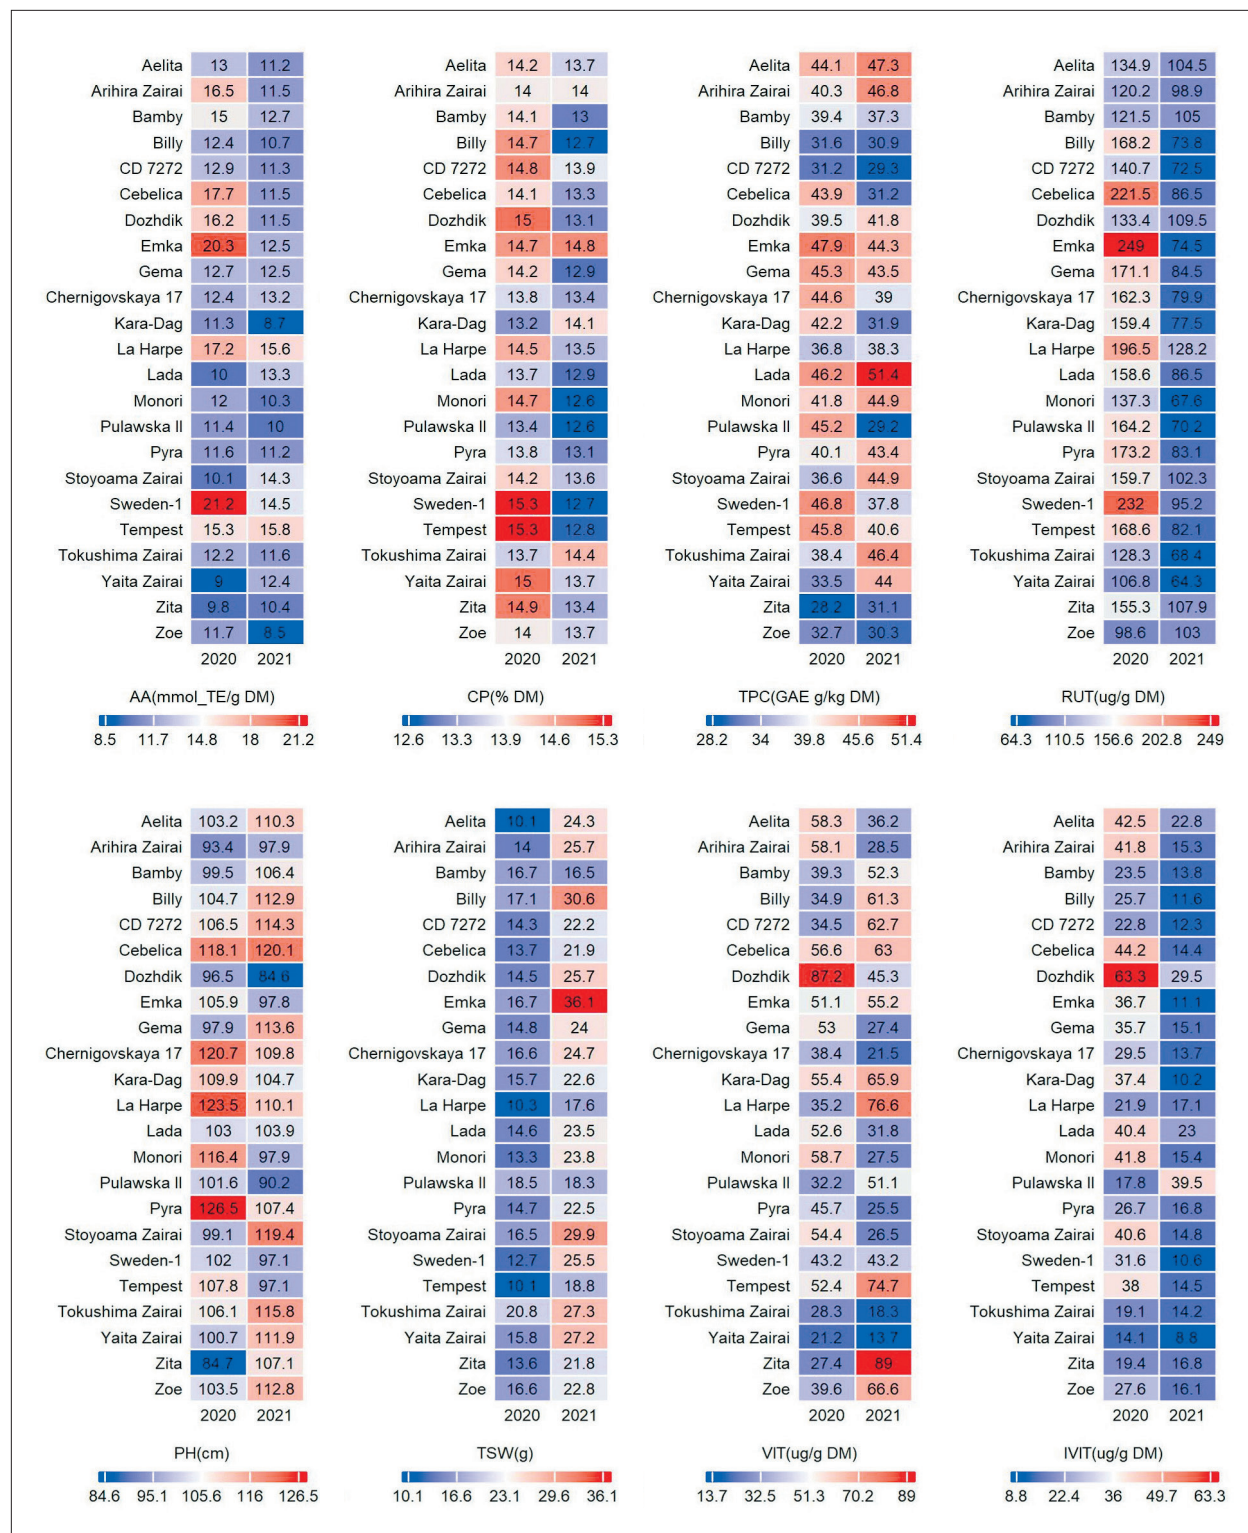 Aelita 13 11.2 Aelita 14.2 13.7 Aelita 44.1 47.3 Aelita 134.9 104.5
Arihira Zairai 16.5 11.5 Arihira Zairai 14 14 Arihira Zairai 40.3 46.8 Arihira Zairai 120.2 98.9
Bamby 15 12.7 Bamby 14.1 13 Bamby 39.4 37.3 Bamby 121.5 105
Billy 12.4 10.7 Billy 14.7 12.7 Billy 31.6 30.9 Billy 168.2 73.8
CD 7272 12.9 11.3 CD 7272 14.8 13.9 CD 7272 31.2 29.3 CD 7272 140.7 72.5
Cebelica 17.7 11.5 Cebelica 14.1 13.3 Cebelica 43.9 31.2 Cebelica 221.5 86.5
Dozhdik 16.2 11.5 Dozhdik 15 13.1 Dozhdik 39.5 41.8 Dozhdik 133.4 109.5
Emka 20.3 12.5 Emka 14.7 14.8 Emka 47.9 44.3 Emka 249 74.5
Gema 12.7 12.5 Gema 14.2 12.9 Gema 45.3 43.5 Gema 171.1 84.5
Chernigovskaya 17 12.4 13.2 Chernigovskaya 17 13.8 13.4 Chernigovskaya 17 44.6 39 Chernigovskaya 17 162.3 79.9
Kara-Dag 11.3 8.7 Kara-Dag 13.2 14.1 Kara-Dag 42.2 31.9 Kara-Dag 159.4 77.5
La Harpe 17.2 15.6 La Harpe 14.5 13.5 La Harpe 36.8 38.3 La Harpe 196.5 128.2
Lada 10 13.3 Lada 13.7 12.9 Lada 46.2 51.4 Lada 158.6 86.5
Monori 12 10.3 Monori 14.7 12.6 Monori 41.8 44.9 Monori 137.3 67.6
Pulawska II 11.4 10 Pulawska II 13.4 12.6 Pulawska II 45.2 29.2 Pulawska II 164.2 70.2
Pyra 11.6 11.2 Pyra 13.8 13.1 Pyra 40.1 43.4 Pyra 173.2 83.1
Stoyoama Zairai 10.1 14.3 Stoyoama Zairai 14.2 13.6 Stoyoama Zairai 36.6 44.9 Stoyoama Zairai 159.7 102.3
Sweden-1 21.2 14.5 Sweden-1 15.3 12.7 Sweden-1 46.8 37.8 Sweden-1 232 95.2
Tempest 15.3 15.8 Tempest 15.3 12.8 Tempest 45.8 40.6 Tempest 168.6 82.1
Tokushima Zairai 12.2 11.6 Tokushima Zairai 13.7 14.4 Tokushima Zairai 38.4 46.4 Tokushima Zairai 128.3 68.4
Yaita Zairai 9 12.4 Yaita Zairai 15 13.7 Yaita Zairai 33.5 44 Yaita Zairai 106.8 64.3
Zita 9.8 10.4 Zita 14.9 13.4 Zita 28.2 31.1 Zita 155.3 107.9
Zoe 11.7 8.5 Zoe 14 13.7 Zoe 32.7 30.3 Zoe 98.6 103
2020 2021 2020 2021 2020 2021 2020 2021
AA(mmol_TE/g DM) CP(% DM) TPC(GAE g/kg DM) RUT(ug/g DM)
8.5 11.7 14.8 18 21.2 12.6 13.3 13.9 14.6 15.3 28.2 34 39.8 45.6 51.4 64.3 110.5 156.6 202.8 249
Aelita 103.2 110.3 Aelita 10.1 24.3 Aelita 58.3 36.2 Aelita 42.5 22.8
Arihira Zairai 93.4 97.9 Arihira Zairai 14 25.7 Arihira Zairai 58.1 28.5 Arihira Zairai 41.8 15.3
Bamby 99.5 106.4 Bamby 16.7 16.5 Bamby 39.3 52.3 Bamby 23.5 13.8
Billy 104.7 112.9 Billy 17.1 30.6 Billy 34.9 61.3 Billy 25.7 11.6
CD 7272 106.5 114.3 CD 7272 14.3 22.2 CD 7272 34.5 62.7 CD 7272 22.8 12.3
Cebelica 118.1 120.1 Cebelica 13.7 21.9 Cebelica 56.6 63 Cebelica 44.2 14.4
Dozhdik 96.5 84.6 Dozhdik 14.5 25.7 Dozhdik 87.2 45.3 Dozhdik 63.3 29.5
Emka 105.9 97.8 Emka 16.7 36.1 Emka 51.1 55.2 Emka 36.7 11.1
Gema 97.9 113.6 Gema 14.8 24 Gema 53 27.4 Gema 35.7 15.1
Chernigovskaya 17 120.7 109.8 Chernigovskaya 17 16.6 24.7 Chernigovskaya 17 38.4 21.5 Chernigovskaya 17 29.5 13.7
Kara-Dag 109.9 104.7 Kara-Dag 15.7 22.6 Kara-Dag 55.4 65.9 Kara-Dag 37.4 10.2
La Harpe 123.5 110.1 La Harpe 10.3 17.6 La Harpe 35.2 76.6 La Harpe 21.9 17.1
Lada 103 103.9 Lada 14.6 23.5 Lada 52.6 31.8 Lada 40.4 23
Monori 116.4 97.9 Monori 13.3 23.8 Monori 58.7 27.5 Monori 41.8 15.4
Pulawska II 101.6 90.2 Pulawska II 18.5 18.3 Pulawska II 32.2 51.1 Pulawska II 17.8 39.5
Pyra 126.5 107.4 Pyra 14.7 22.5 Pyra 45.7 25.5 Pyra 26.7 16.8
Stoyoama Zairai 99.1 119.4 Stoyoama Zairai 16.5 29.9 Stoyoama Zairai 54.4 26.5 Stoyoama Zairai 40.6 14.8
Sweden-1 102 97.1 Sweden-1 12.7 25.5 Sweden-1 43.2 43.2 Sweden-1 31.6 10.6
Tempest 107.8 97.1 Tempest 10.1 18.8 Tempest 52.4 74.7 Tempest 38 14.5
Tokushima Zairai 106.1 115.8 Tokushima Zairai 20.8 27.3 Tokushima Zairai 28.3 18.3 Tokushima Zairai 19.1 14.2
Yaita Zairai 100.7 111.9 Yaita Zairai 15.8 27.2 Yaita Zairai 21.2 13.7 Yaita Zairai 14.1 8.8
Zita 84.7 107.1 Zita 13.6 21.8 Zita 27.4 89 Zita 19.4 16.8
Zoe 103.5 112.8 Zoe 16.6 22.8 Zoe 39.6 66.6 Zoe 27.6 16.1
2020 2021 2020 2021 2020 2021 2020 2021
PH(cm) TSW(g) VIT(ug/g DM) IVIT(ug/g DM)
84.6 95.1 105.6 116 126.5 10.1 16.6 23.1 29.6 36.1 13.7 32.5 51.3 70.2 89 8.8 22.4 36 49.7 63.3